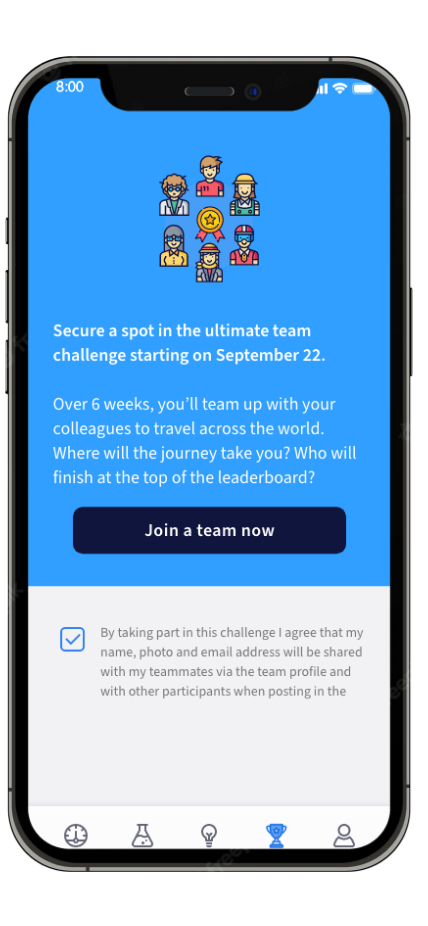 8:00
Secure a spot in the ultimate team
challenge starting on September 22.
Over 6 weeks, you’ll team up with your
colleagues to travel across the world.
Where will the journey take you? Who will
finish at the top of the leaderboard?
Join a team now
By taking part in this challenge I agree that my
name, photo and email address will be shared
with my teammates via the team profile and
with other participants when posting in the